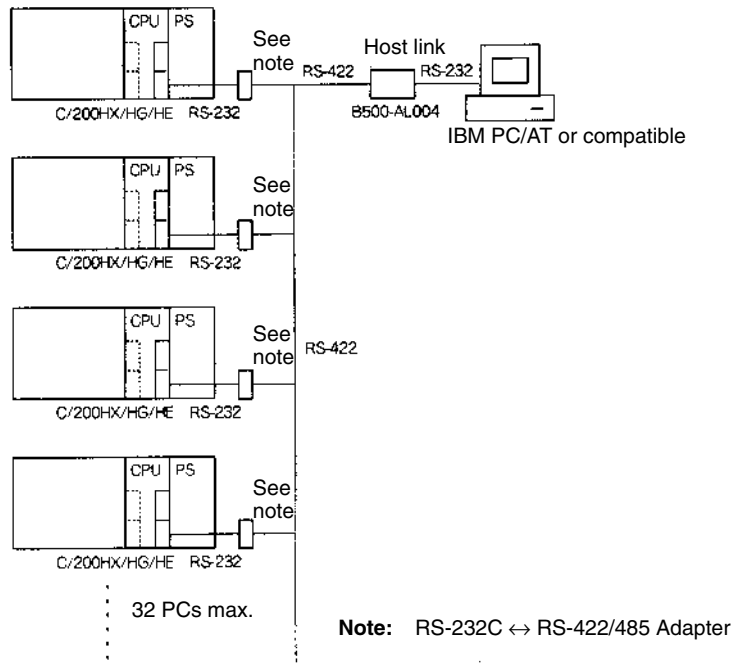 CPU PS
See
note
RS-422
Host link
RS-232
C/200HX/HG/HE RS-232
B500-AL004
IBM PC/AT or compatible
CPU PS
See
note
C/200HX/HG/HE RS-232
CPU PS
See
note
RS-422
C/200HX/HG/HE RS-232
CPU PS
See
note
C/200HX/HG/HE RS-232
32 PCs max.
Note: RS-232C ↔ RS-422/485 Adapter